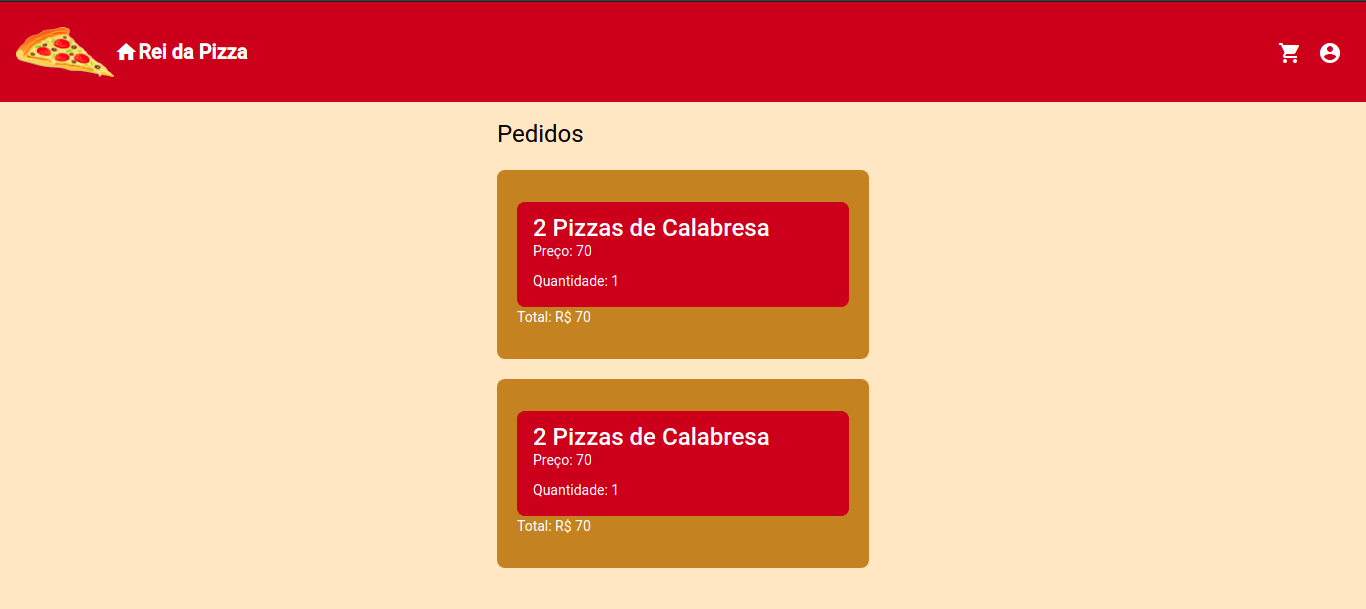 Rei da Pizza
Pedidos
2 Pizzas de Calabresa
Preço: 70
Quantidade: 1
Total: R$ 70
2 Pizzas de Calabresa
Preço: 70
Quantidade: 1
Total: R$ 70